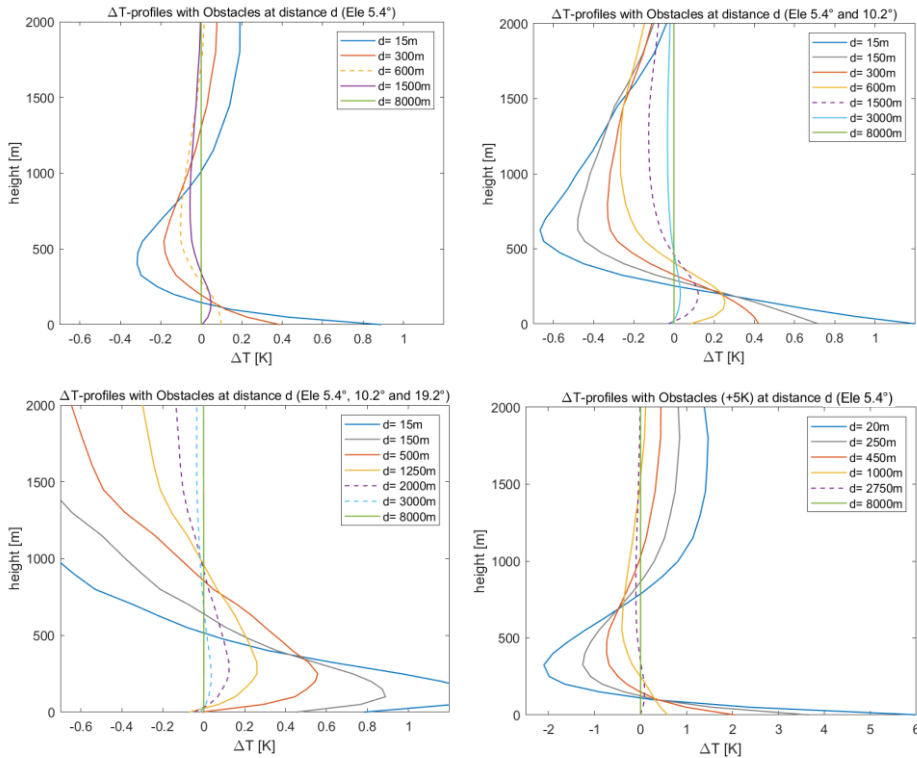 ΔT-profiles with Obstacles at distance d (Ele 5.4°)
2000
1500
1000
500
0
height [m]
d= 15m
d= 300m
d= 600m
d= 1500m
d= 8000m
-0.6 -0.4 -0.2 0 0.2 0.4 0.6 0.8 1
ΔT [K]
ΔT-profiles with Obstacles at distance d (Ele 5.4° and 10.2°)
2000
1500
1000
500
0
height [m]
d= 15m
d= 150m
d= 300m
d= 600m
d= 1500m
d= 3000m
d= 8000m
-0.6 -0.4 -0.2 0 0.2 0.4 0.6 0.8 1
ΔT [K]
ΔT-profiles with Obstacles at distance d (Ele 5.4°, 10.2° and 19.2°)
2000
1500
1000
500
0
height [m]
d= 15m
d= 150m
d= 500m
d= 1250m
d= 2000m
d= 3000m
d= 8000m
-0.6 -0.4 -0.2 0 0.2 0.4 0.6 0.8 1
ΔT [K]
ΔT-profiles with Obstacles (+5K) at distance d (Ele 5.4°)
2000
1500
1000
500
0
height [m]
d= 20m
d= 250m
d= 450m
d= 1000m
d= 2750m
d= 8000m
-2 -1 0 1 2 3 4 5 6
ΔT [K]